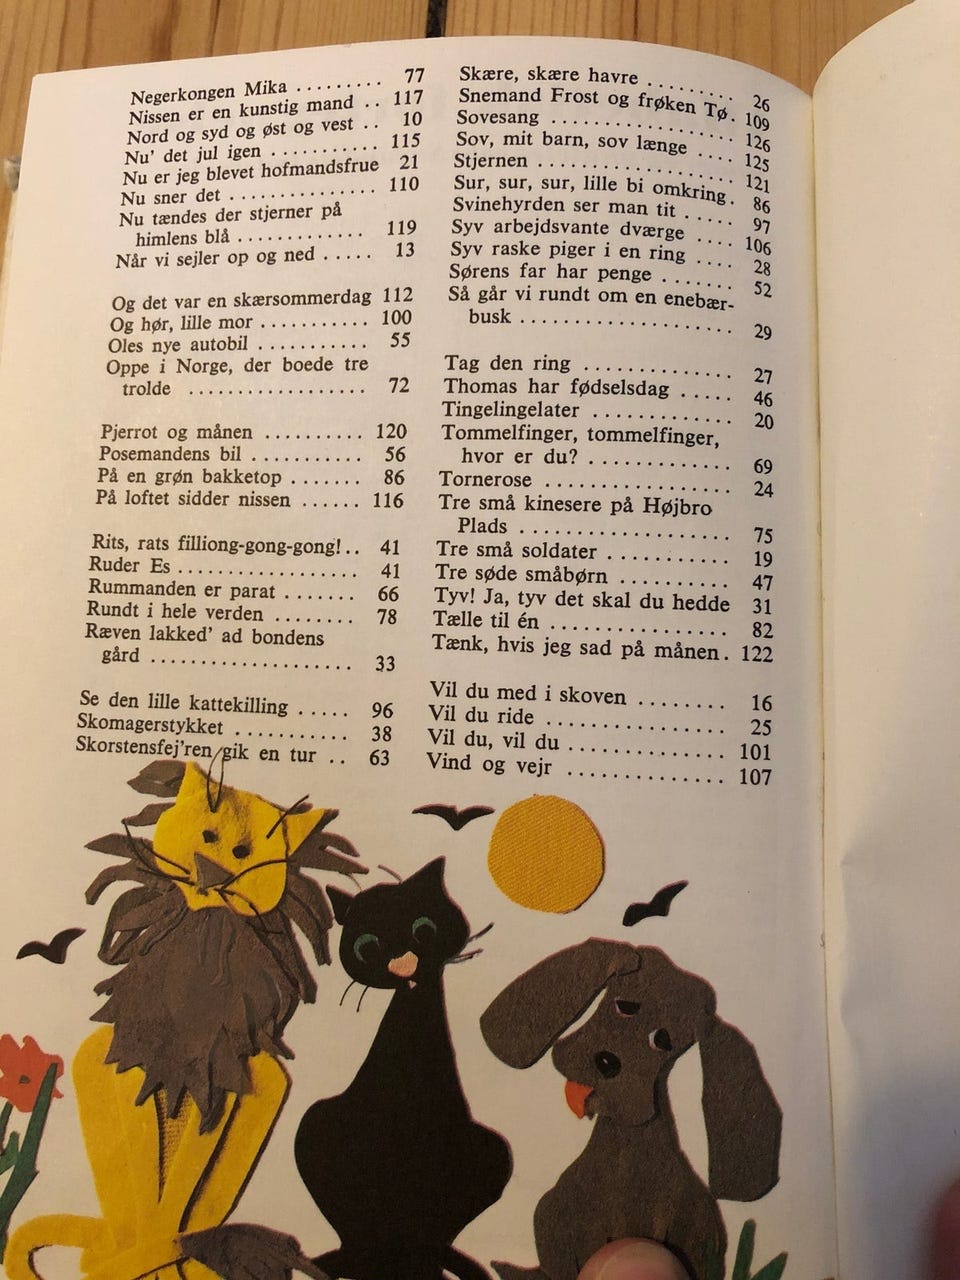 Negerkongen Mika ......... 77
Nissen er en kunstig mand .. 117
Nord og syd og øst og vest .. 10
Nu' det jul igen ............ 115
Nu er jeg blevet hofmandsfrue 21
Nu sner det ................ 110
Nu tændes der stjerner på
himlens blå ............. 119
Når vi sejler op og ned ..... 13
Og det var en skærsommerdag 112
Og hør, lille mor ........... 100
Oles nye autobil ........... 55
Oppe i Norge, der boede tre
trolde .................. 72
Pjerrot og månen .......... 120
Posemandens bil ........... 56
På en grøn bakketop ....... 86
På loftet sidder nissen ...... 116
Rits, rats filliong-gong-gong! .. 41
Ruder Es .................. 41
Rummanden er parat ....... 66
Rundt i hele verden ........ 78
Ræven lakked' ad bondens
gård .................... 33
Se den lille kattekilling ..... 96
Skomagerstykket ........... 38
Skorstensfej'ren gik en tur .. 63
Skære, skære havre ......... 26
Snemand Frost og frøken Tø. 109
Sovesang .................. 126
Sov, mit barn, sov længe .... 125
Stjernen .................... 121
Sur, sur, sur, lille bi omkring. 86
Svinehyrden ser man tit ..... 97
Syv arbejdsvante dværge .... 106
Syv raske piger i en ring .... 28
Sørens far har penge ....... 52
Så går vi rundt om en enebær-
busk ..................... 29
Tag den ring ............... 27
Thomas har fødselsdag ..... 46
Tingelingelater ............. 20
Tommelfinger, tommelfinger,
hvor er du? .............. 69
Tornerose .................. 24
Tre små kinesere på Højbro
Plads ..................... 75
Tre små soldater ............ 19
Tre søde småbørn ........... 47
Tyv! Ja, tyv det skal du hedde 31
Tælle til én ................ 82
Tænk, hvis jeg sad på månen. 122
Vil du med i skoven ........ 16
Vil du ride ................. 25
Vil du, vil du ............... 101
Vind og vejr ............... 107